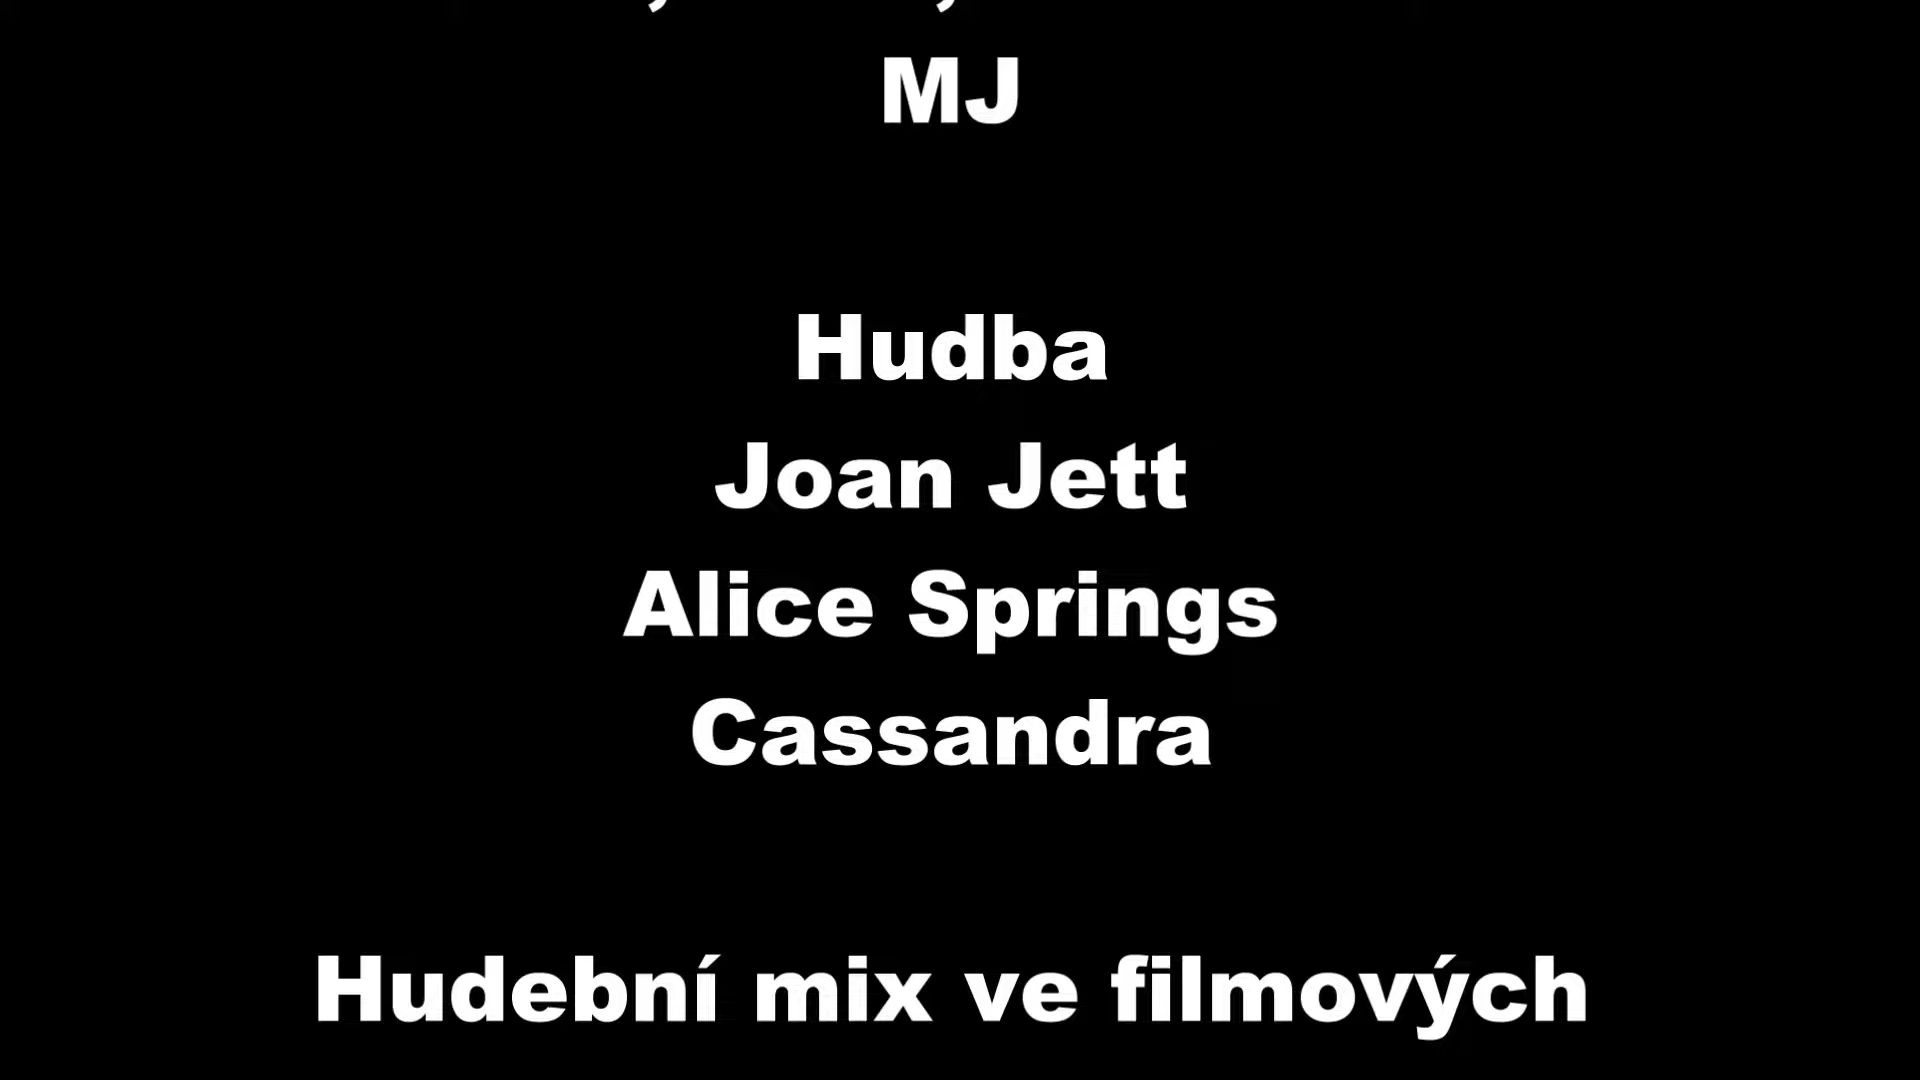 MJ
Hudba
Joan Jett
Alice Springs
Cassandra
Hudební mix ve filmových